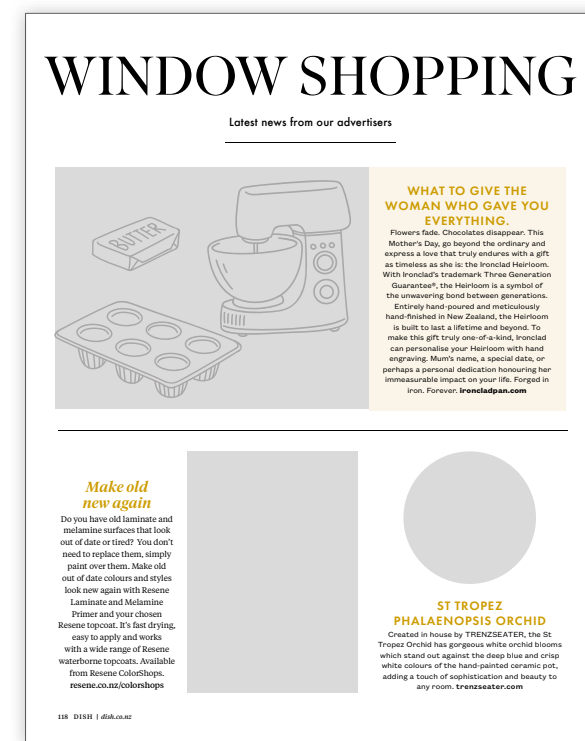 WINDOW SHOPPING
Latest news from our advertisers
BUTTER
WHAT TO GIVE THE
WOMAN WHO GAVE YOU
EVERYTHING.
Flowers fade. Chocolates disappear. This
Mother's Day, go beyond the ordinary and
express a love that truly endures with a gift
as timeless as she is: the Ironclad Heirloom.
With Ironclad's trademark Three Generation
Guarantee®, the Heirloom is a symbol of
the unwavering bond between generations.
Entirely hand-poured and meticulously
hand-finished in New Zealand, the Heirloom
is built to last a lifetime and beyond. To
make this gift truly one-of-a-kind, Ironclad
can personalise your Heirloom with hand
engraving. Mum's name, a special date, or
perhaps a personal dedication honouring her
immeasurable impact on your life. Forged in
iron. Forever. ironcladpan.com
Make old
new again
Do you have old laminate and
melamine surfaces that look
out of date or tired? You don't
need to replace them, simply
paint over them. Make old
out of date colours and styles
look new again with Resene
Laminate and Melamine
Primer and your chosen
Resene topcoat. It's fast drying,
easy to apply and works
with a wide range of Resene
waterborne topcoats. Available
from Resene ColorShops.
resene.co.nz/colorshops
ST TROPEZ
PHALAENOPSIS ORCHID
Created in house by TRENZSEATER, the St
Tropez Orchid has gorgeous white orchid blooms
which stand out against the deep blue and crisp
white colours of the hand-painted ceramic pot,
adding a touch of sophistication and beauty to
any room. trenzseater.com
118 DISH | dish.co.nz